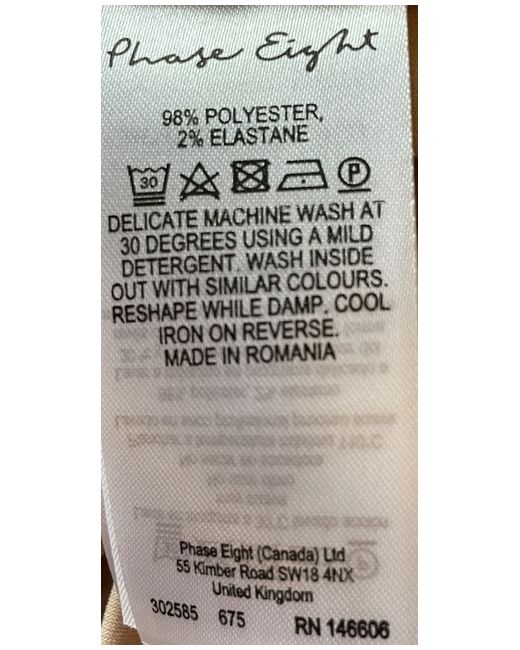 Phase Eight
98% POLYESTER,
2% ELASTANE
30 P
DELICATE MACHINE WASH AT
30 DEGREES USING A MILD
DETERGENT. WASH INSIDE
OUT WITH SIMILAR COLOURS.
RESHAPE WHILE DAMP. COOL
IRON ON REVERSE.
MADE IN ROMANIA
Phase Eight (Canada) Ltd
55 Kimber Road SW18 4NX
United Kingdom
302585 675 RN 146606